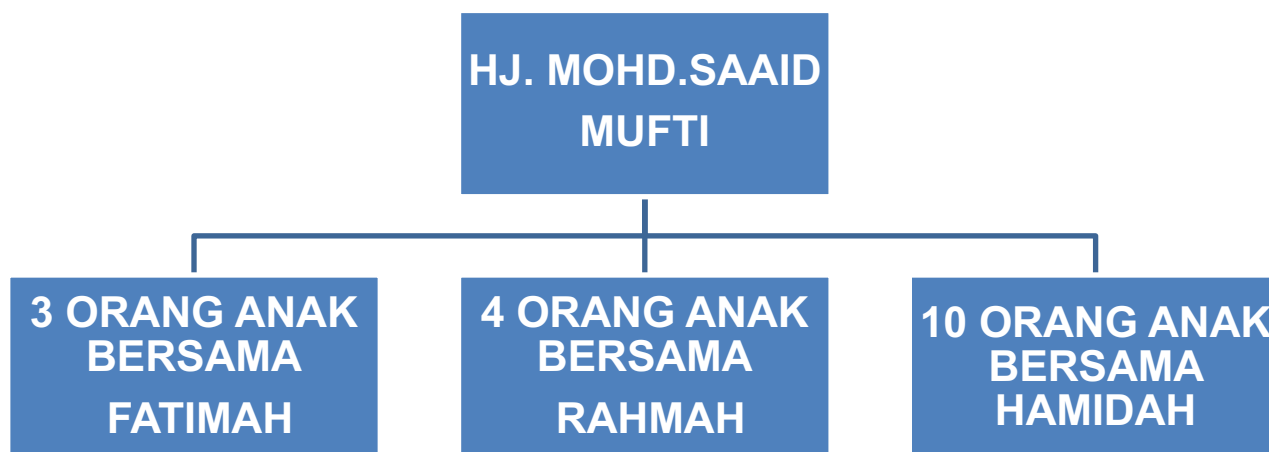 HJ. MOHD.SAAID
MUFTI
3 ORANG ANAK
BERSAMA
FATIMAH
4 ORANG ANAK
BERSAMA
RAHMAH
10 ORANG ANAK
BERSAMA
HAMIDAH